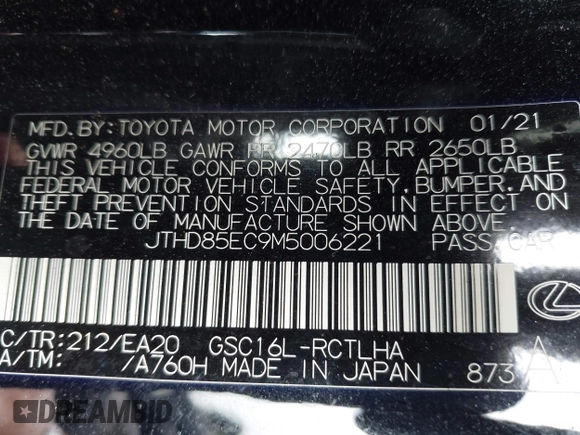 MFD.BY:TOYOTA MOTOR CORPORATION 01/21
GVWR 4960LB GAWR FR 2470LB RR 2650LB
THIS VEHICLE CONFORMS TO ALL APPLICABLE
FEDERAL MOTOR VEHICLE SAFETY,BUMPER,AND
THEFT PREVENTION STANDARDS IN EFFECT ON
THE DATE OF MANUFACTURE SHOWN ABOVE.
JTHD85EC9M5006221 PASS.CAR
C/TR:212/EA20 GSC16L-RCTLHA
A/TM: /A760H MADE IN JAPAN 873 A
DREAMBID